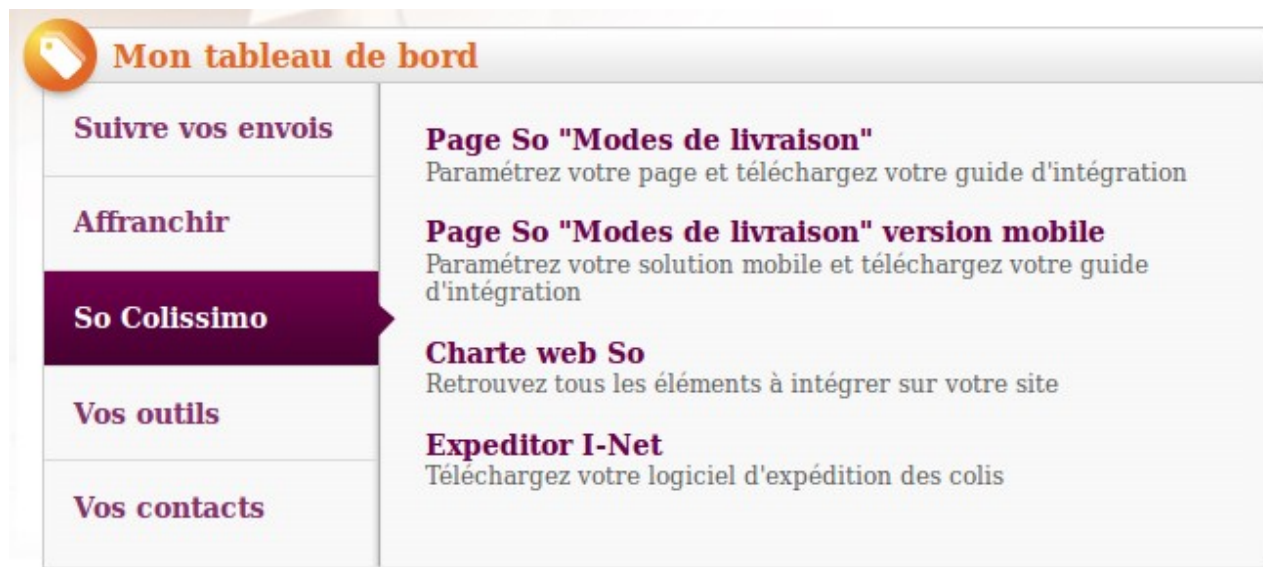 Mon tableau de bord
Suivre vos envois
Affranchir
So Colissimo
Vos outils
Vos contacts
Page So "Modes de livraison"
Paramétrez votre page et téléchargez votre guide d'intégration
Page So "Modes de livraison" version mobile
Paramétrez votre solution mobile et téléchargez votre guide
d'intégration
Charte web So
Retrouvez tous les éléments à intégrer sur votre site
Expeditor I-Net
Téléchargez votre logiciel d'expédition des colis